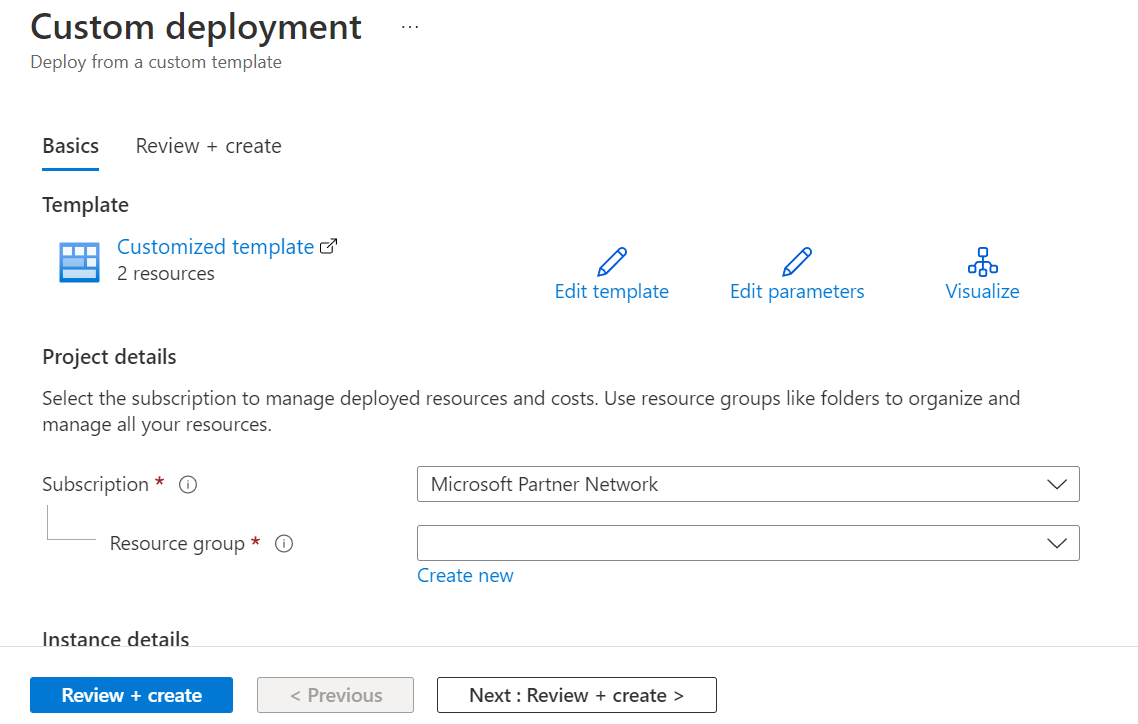 Custom deployment ...
Deploy from a custom template
Basics Review + create
Template
Customized template
2 resources
Edit template Edit parameters Visualize
Project details
Select the subscription to manage deployed resources and costs. Use resource groups like folders to organize and
manage all your resources.
Subscription * Microsoft Partner Network
Resource group *
Create new
Instance details
Review + create < Previous Next : Review + create >